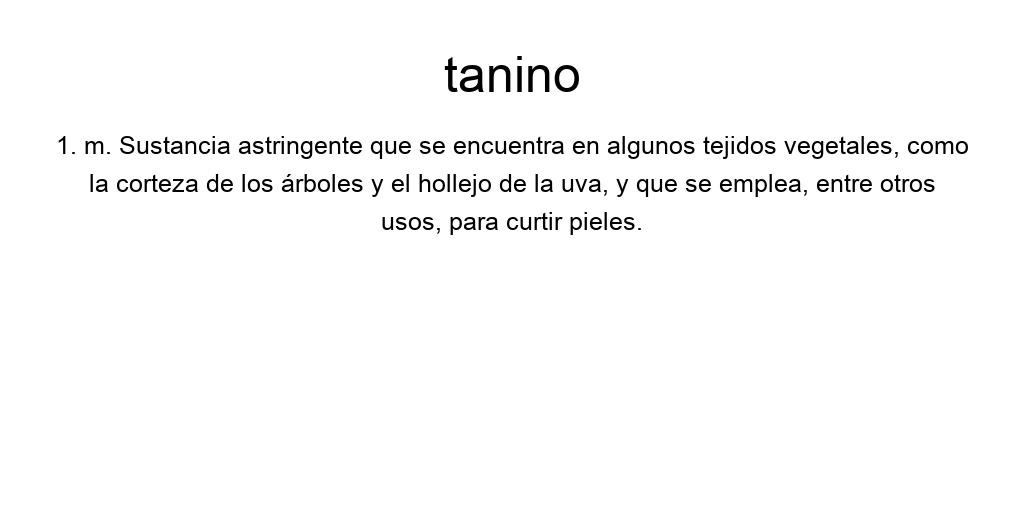 tanino
1. m. Sustancia astringente que se encuentra en algunos tejidos vegetales, como
la corteza de los árboles y el hollejo de la uva, y que se emplea, entre otros
usos, para curtir pieles.